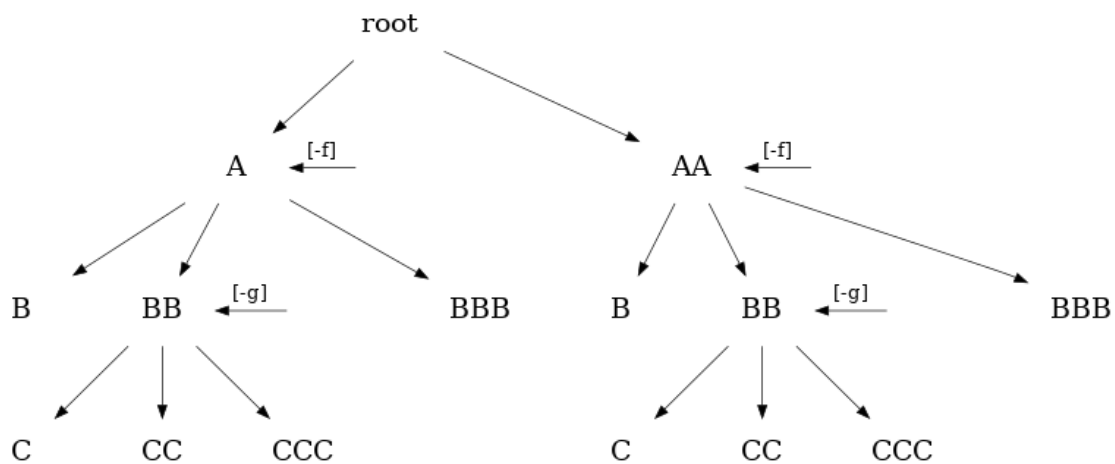 root
A [-f] AA [-f]
B BB [-g] BBB B BB [-g] BBB
C CC CCC C CC CCC